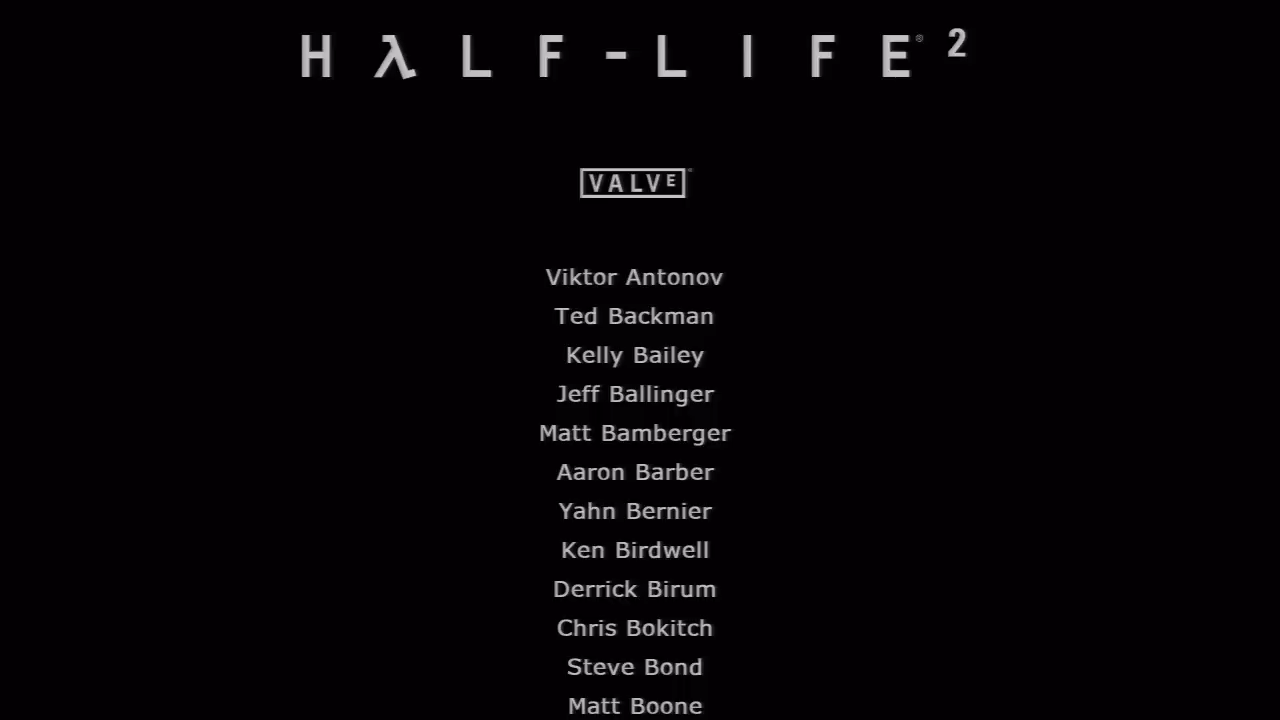 HλLF-LIFE® 2
VALVE
Viktor Antonov
Ted Backman
Kelly Bailey
Jeff Ballinger
Matt Bamberger
Aaron Barber
Yahn Bernier
Ken Birdwell
Derrick Birum
Chris Bokitch
Steve Bond
Matt Boone